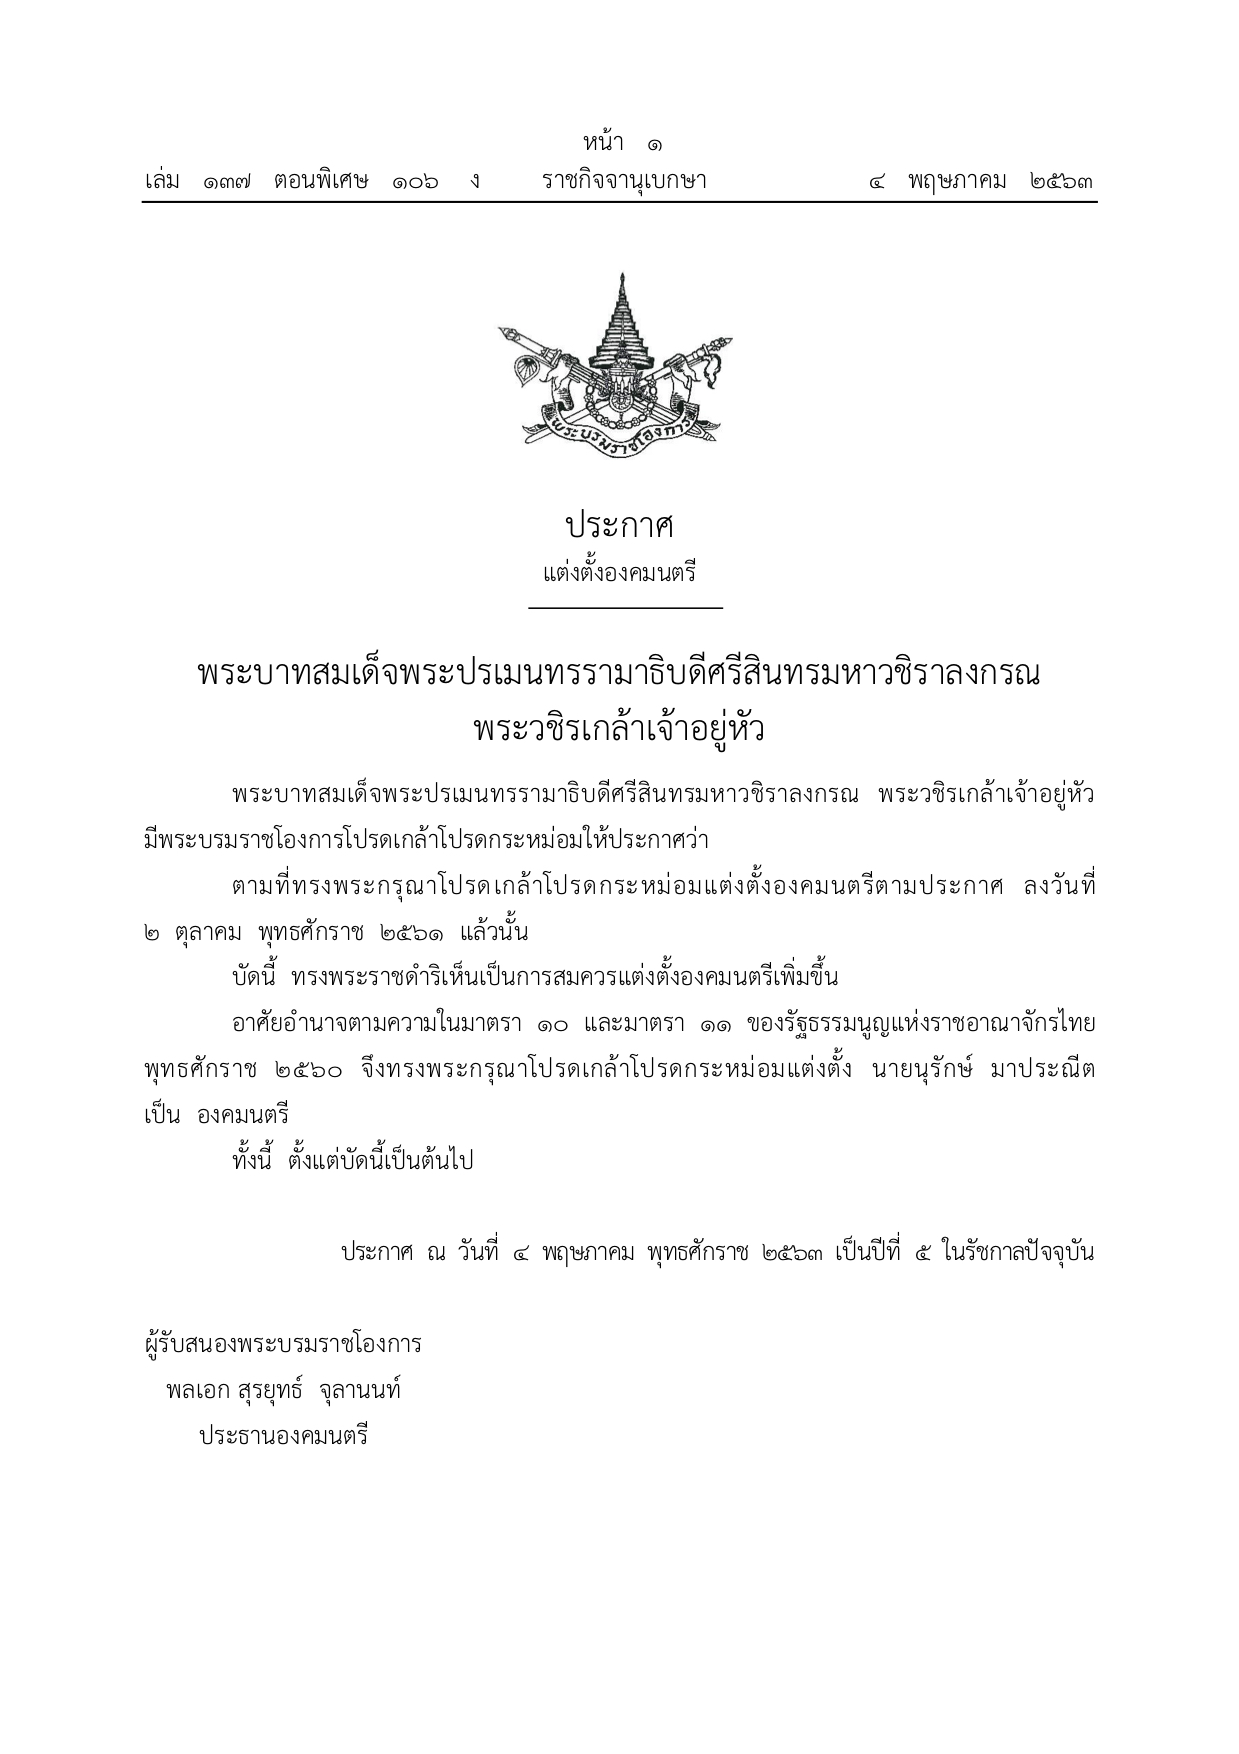 หน้า ๑
เล่ม ๑๓๗ ตอนพิเศษ ๑๐๖ ง ราชกิจจานุเบกษา ๔ พฤษภาคม ๒๕๖๓
พระบรมราชโองการ
ประกาศ
แต่งตั้งองคมนตรี
พระบาทสมเด็จพระปรเมนทรรามาธิบดีศรีสินทรมหาวชิราลงกรณ
พระวชิรเกล้าเจ้าอยู่หัว
พระบาทสมเด็จพระปรเมนทรรามาธิบดีศรีสินทรมหาวชิราลงกรณ พระวชิรเกล้าเจ้าอยู่หัว
มีพระบรมราชโองการโปรดเกล้าโปรดกระหม่อมให้ประกาศว่า
ตามที่ทรงพระกรุณาโปรดเกล้าโปรดกระหม่อมแต่งตั้งองคมนตรีตามประกาศ ลงวันที่
๒ ตุลาคม พุทธศักราช ๒๕๖๑ แล้วนั้น
บัดนี้ ทรงพระราชดำริเห็นเป็นการสมควรแต่งตั้งองคมนตรีเพิ่มขึ้น
อาศัยอำนาจตามความในมาตรา ๑๐ และมาตรา ๑๑ ของรัฐธรรมนูญแห่งราชอาณาจักรไทย
พุทธศักราช ๒๕๖๐ จึงทรงพระกรุณาโปรดเกล้าโปรดกระหม่อมแต่งตั้ง นายนุรักษ์ มาประณีต
เป็น องคมนตรี
ทั้งนี้ ตั้งแต่บัดนี้เป็นต้นไป
ประกาศ ณ วันที่ ๔ พฤษภาคม พุทธศักราช ๒๕๖๓ เป็นปีที่ ๕ ในรัชกาลปัจจุบัน
ผู้รับสนองพระบรมราชโองการ
พลเอก สุรยุทธ์ จุลานนท์
ประธานองคมนตรี